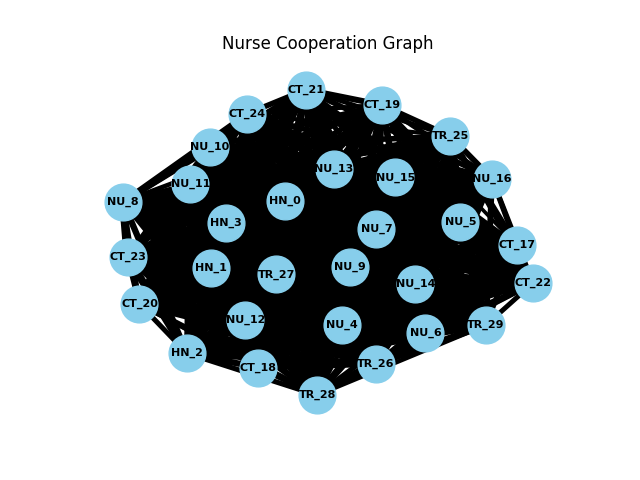 Nurse Cooperation Graph
CT_21
CT_19
CT_24
TR_25
NU_10
NU_13
NU_15
NU_16
NU_11
NU_8
HN_0
HN_3
NU_5
NU_7
CT_17
CT_23
HN_1
NU_9
TR_27
CT_22
NU_14
CT_20
NU_12
NU_4
TR_29
NU_6
HN_2
TR_26
CT_18
TR_28